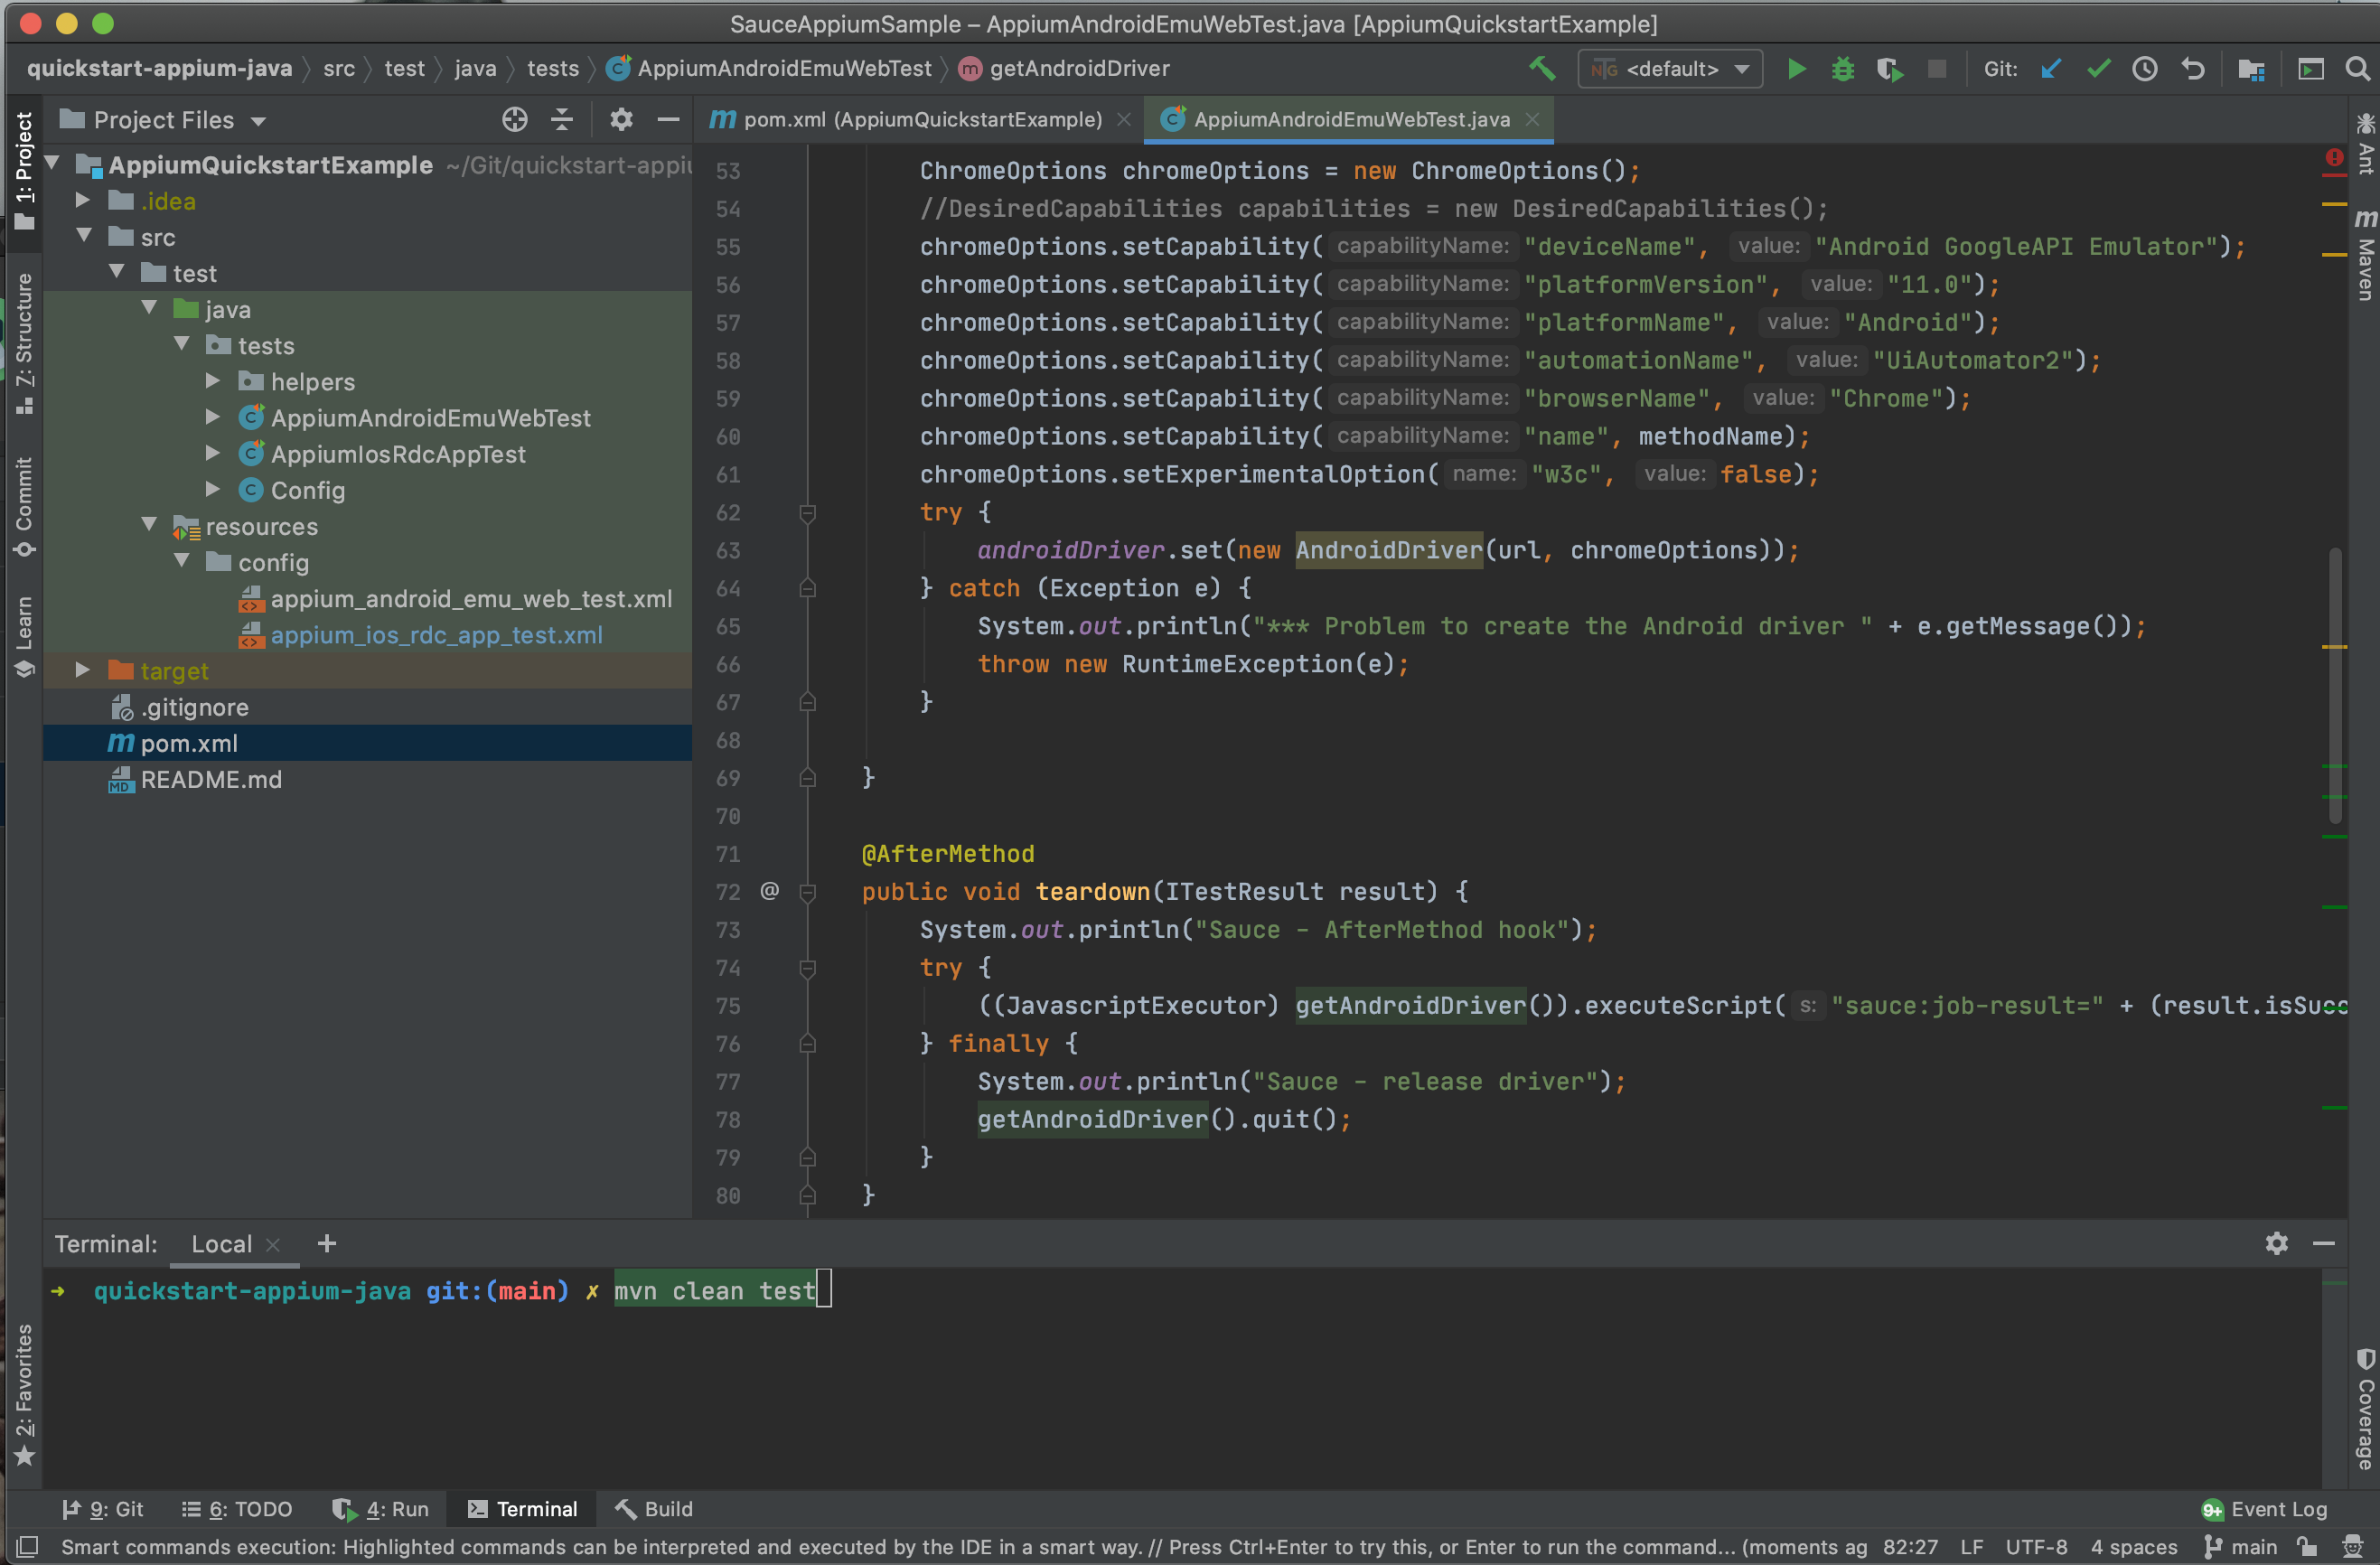 SauceAppiumSample – AppiumAndroidEmuWebTest.java [AppiumQuickstartExample]
quickstart-appium-java src test java tests AppiumAndroidEmuWebTest getAndroidDriver <default> Git:
Project Files
pom.xml (AppiumQuickstartExample) AppiumAndroidEmuWebTest.java
1: Project
7: Structure
Commit
Learn
2: Favorites
AppiumQuickstartExample ~/Git/quickstart-appiu
.idea
src
test
java
tests
helpers
AppiumAndroidEmuWebTest
AppiumIosRdcAppTest
Config
resources
config
appium_android_emu_web_test.xml
appium_ios_rdc_app_test.xml
target
.gitignore
pom.xml
README.md
53 ChromeOptions chromeOptions = new ChromeOptions();
54 //DesiredCapabilities capabilities = new DesiredCapabilities();
55 chromeOptions.setCapability( capabilityName: "deviceName", value: "Android GoogleAPI Emulator");
56 chromeOptions.setCapability( capabilityName: "platformVersion", value: "11.0");
57 chromeOptions.setCapability( capabilityName: "platformName", value: "Android");
58 chromeOptions.setCapability( capabilityName: "automationName", value: "UiAutomator2");
59 chromeOptions.setCapability( capabilityName: "browserName", value: "Chrome");
60 chromeOptions.setCapability( capabilityName: "name", methodName);
61 chromeOptions.setExperimentalOption( name: "w3c", value: false);
62 try {
63 androidDriver.set(new AndroidDriver(url, chromeOptions));
64 } catch (Exception e) {
65 System.out.println("*** Problem to create the Android driver " + e.getMessage());
66 throw new RuntimeException(e);
67 }
68
69 }
70
71 @AfterMethod
72 @ public void teardown(ITestResult result) {
73 System.out.println("Sauce - AfterMethod hook");
74 try {
75 ((JavascriptExecutor) getAndroidDriver()).executeScript( s: "sauce:job-result=" + (result.isSucc
76 } finally {
77 System.out.println("Sauce - release driver");
78 getAndroidDriver().quit();
79 }
80 }
Ant
Maven
Coverage
Terminal: Local +
➜ quickstart-appium-java git:(main) ✗ mvn clean test
9: Git 6: TODO 4: Run Terminal Build 9+ Event Log
Smart commands execution: Highlighted commands can be interpreted and executed by the IDE in a smart way. // Press Ctrl+Enter to try this, or Enter to run the command... (moments ag 82:27 LF UTF-8 4 spaces main